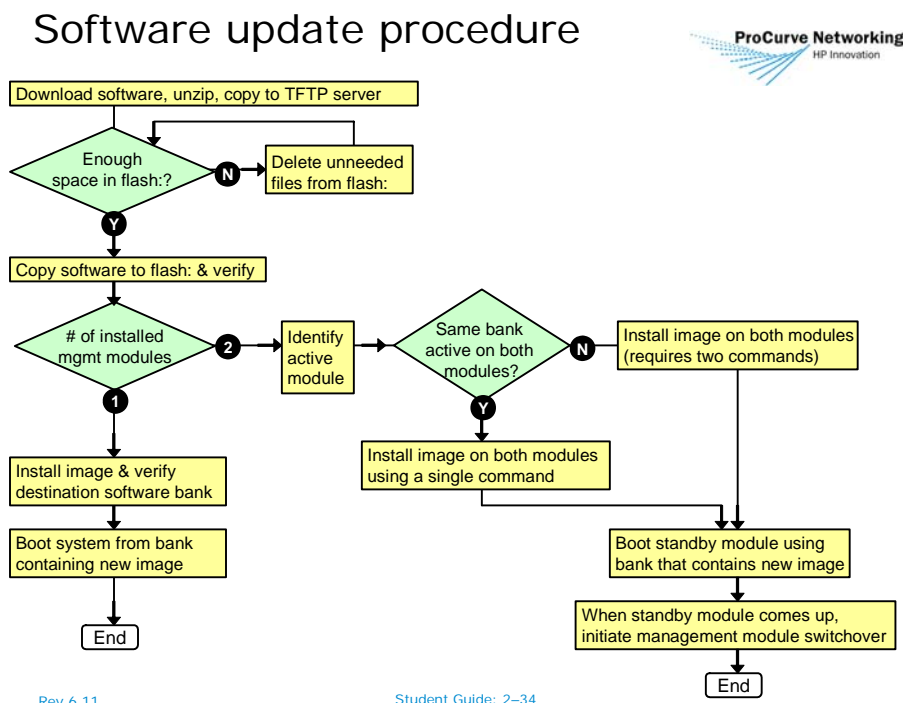 Software update procedure
ProCurve Networking
HP Innovation
Download software, unzip, copy to TFTP server
Enough
space in flash:?
N
Delete unneeded
files from flash:
Y
Copy software to flash: & verify
# of installed
mgmt modules
2
Identify
active
module
Same bank
active on both
modules?
N
Install image on both modules
(requires two commands)
1
Y
Install image & verify
destination software bank
Install image on both modules
using a single command
Boot system from bank
containing new image
Boot standby module using
bank that contains new image
When standby module comes up,
initiate management module switchover
End
End
Rev 6.11
Student Guide: 2–34